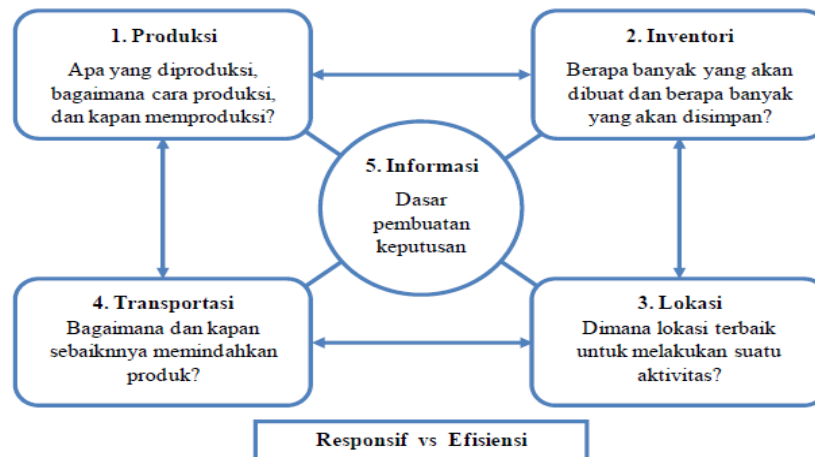 1. Produksi
Apa yang diproduksi,
bagaimana cara produksi,
dan kapan memproduksi?
2. Inventori
Berapa banyak yang akan
dibuat dan berapa banyak
yang akan disimpan?
5. Informasi
Dasar
pembuatan
keputusan
4. Transportasi
Bagaimana dan kapan
sebaiknnya memindahkan
produk?
3. Lokasi
Dimana lokasi terbaik
untuk melakukan suatu
aktivitas?
Responsif vs Efisiensi